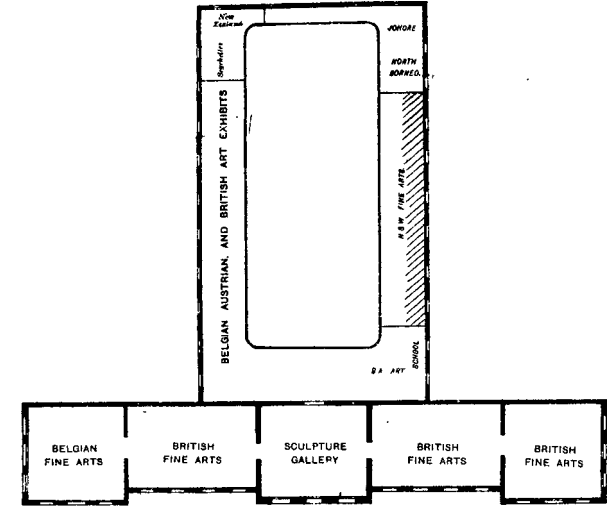 New
Zealand
Seychelles
JOHORE
NORTH
BORNEO.
BELGIAN AUSTRIAN, AND BRITISH ART EXHIBITS
N S W FINE ARTS.
S A ART SCHOOL
BELGIAN
FINE ARTS
BRITISH
FINE ARTS
SCULPTURE
GALLERY
BRITISH
FINE ARTS
BRITISH
FINE ARTS